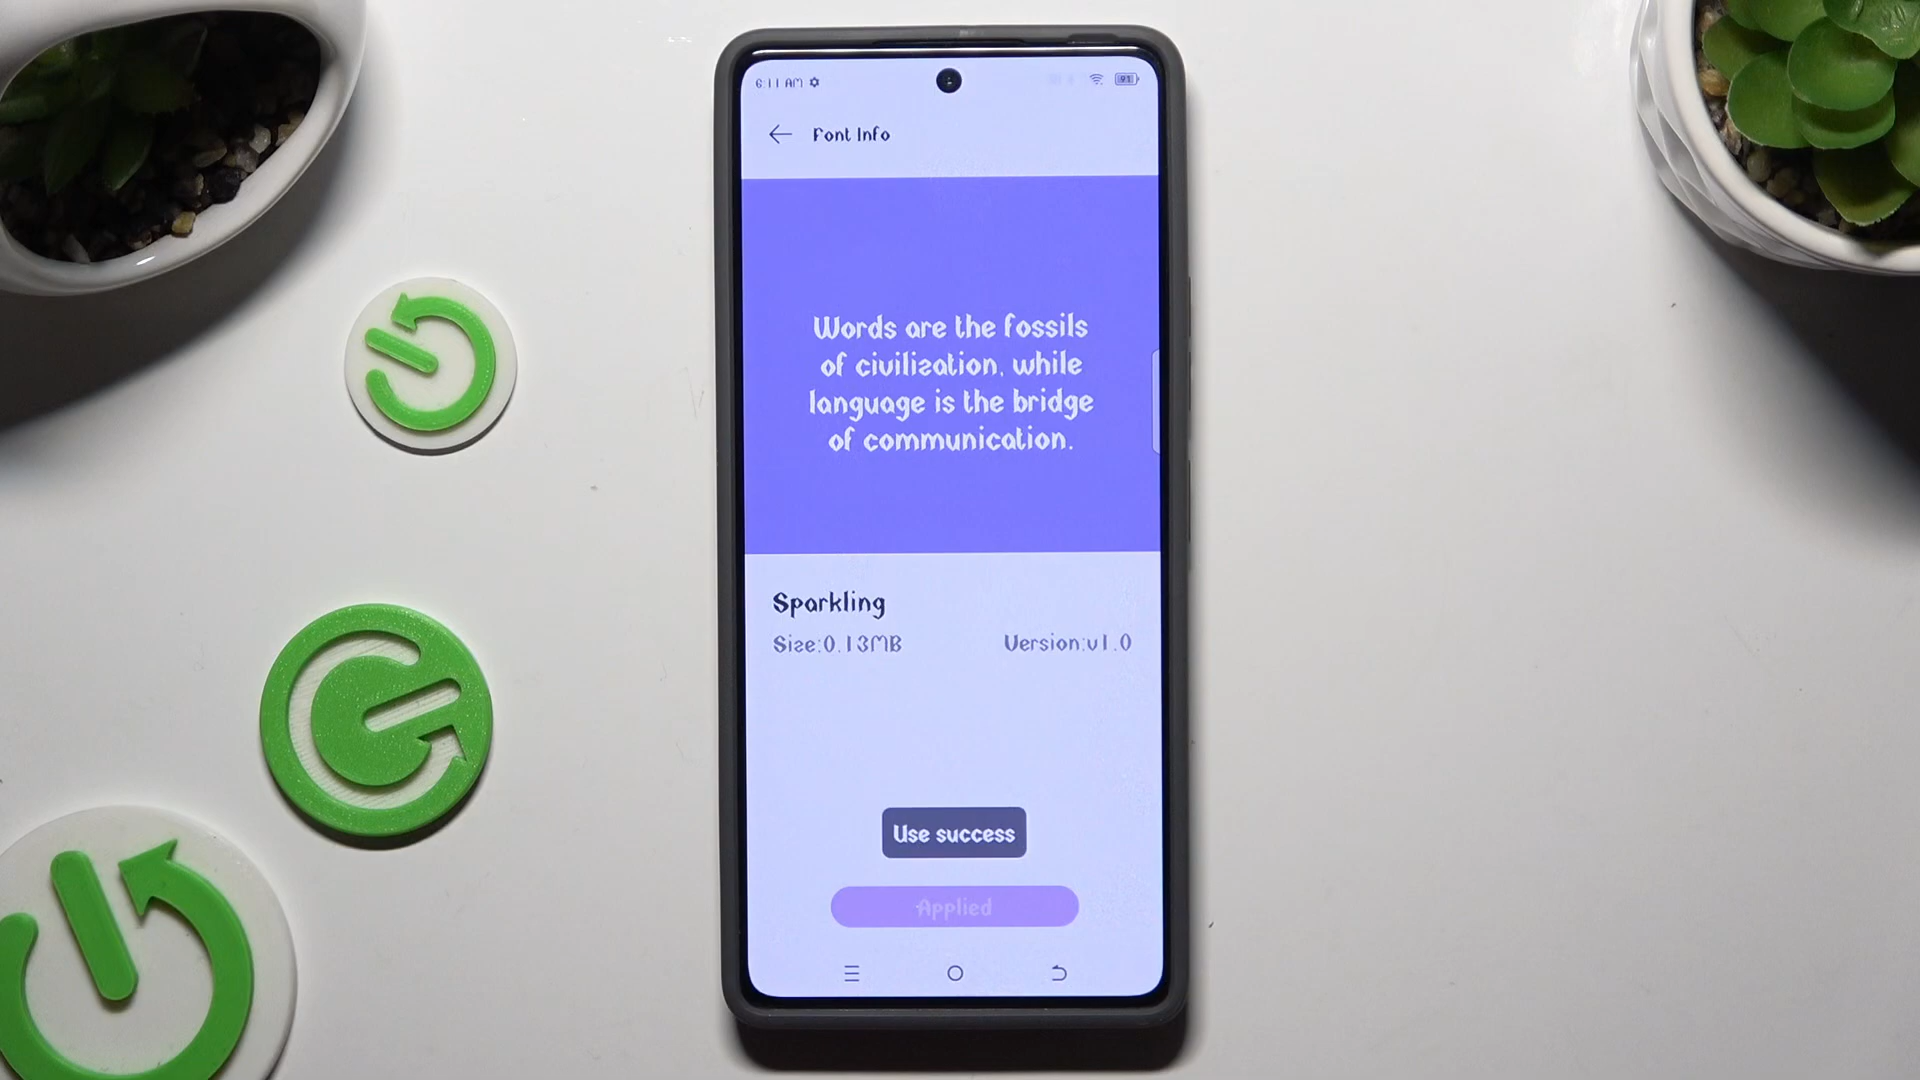 6:11 AM
91
Font Info
Words are the fossils
of civilization, while
language is the bridge
of communication.
Sparkling
Size:0.13MB
Version:v1.0
Use success
Applied